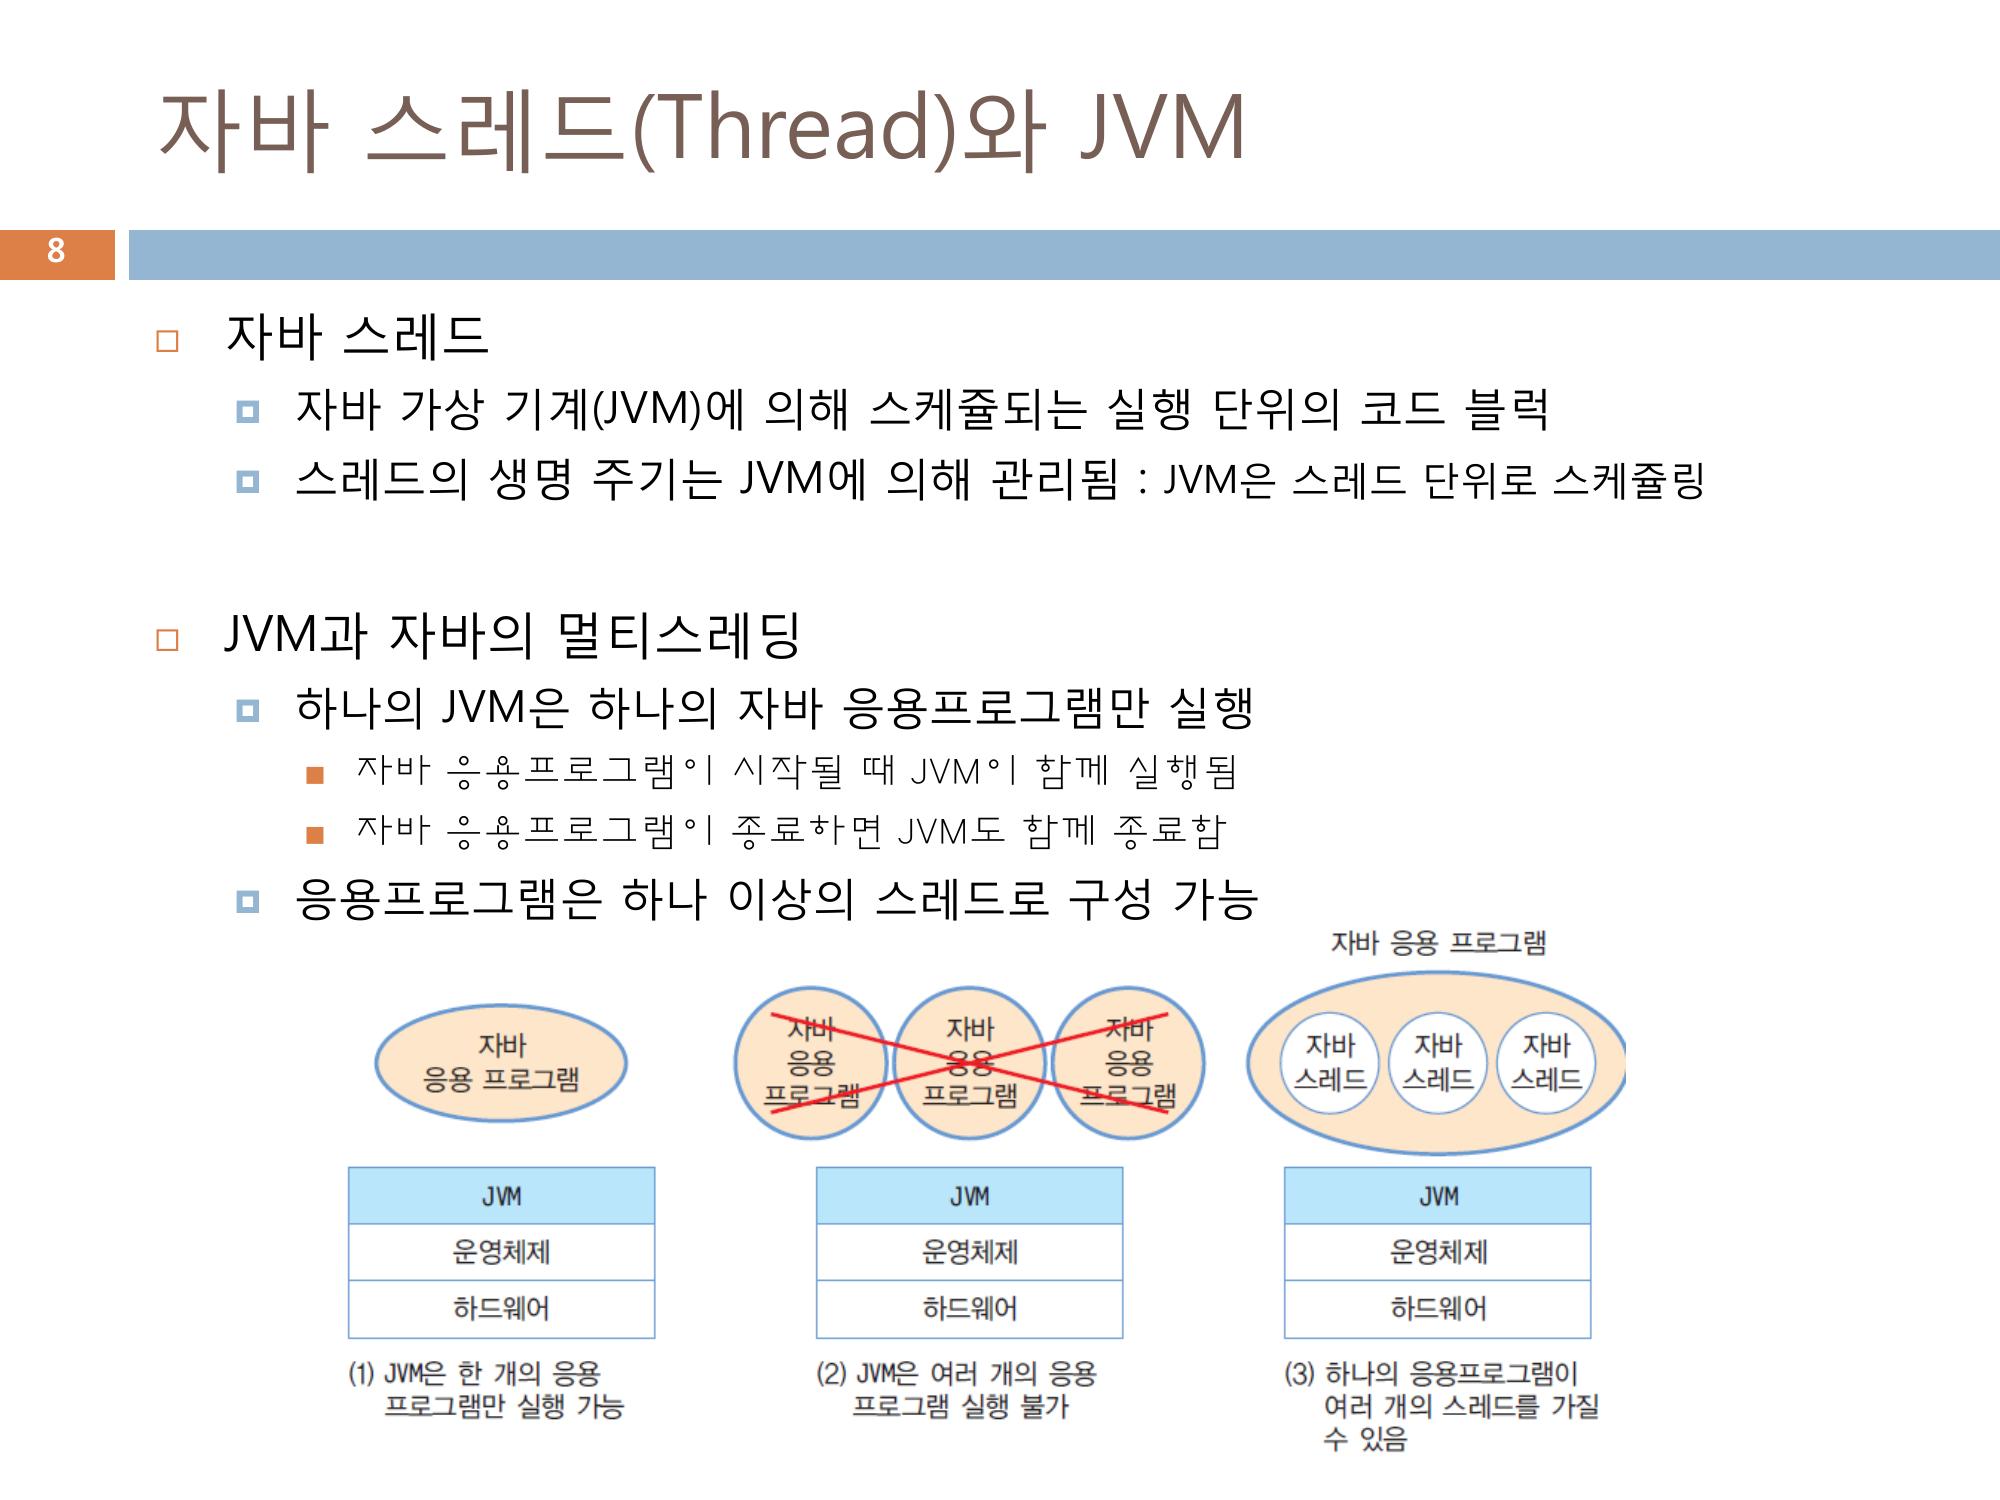 자바 스레드(Thread)와 JVM
8
자바 스레드
자바 가상 기계(JVM)에 의해 스케쥴되는 실행 단위의 코드 블럭
스레드의 생명 주기는 JVM에 의해 관리됨 : JVM은 스레드 단위로 스케쥴링
JVM과 자바의 멀티스레딩
하나의 JVM은 하나의 자바 응용프로그램만 실행
자바 응용프로그램이 시작될 때 JVM이 함께 실행됨
자바 응용프로그램이 종료하면 JVM도 함께 종료함
응용프로그램은 하나 이상의 스레드로 구성 가능
자바
응용 프로그램
JVM
운영체제
하드웨어
(1) JVM은 한 개의 응용
프로그램만 실행 가능
자바
응용
프로그램
자바
응용
프로그램
자바
응용
프로그램
JVM
운영체제
하드웨어
(2) JVM은 여러 개의 응용
프로그램 실행 불가
자바 응용 프로그램
자바
스레드
자바
스레드
자바
스레드
JVM
운영체제
하드웨어
(3) 하나의 응용프로그램이
여러 개의 스레드를 가질
수 있음